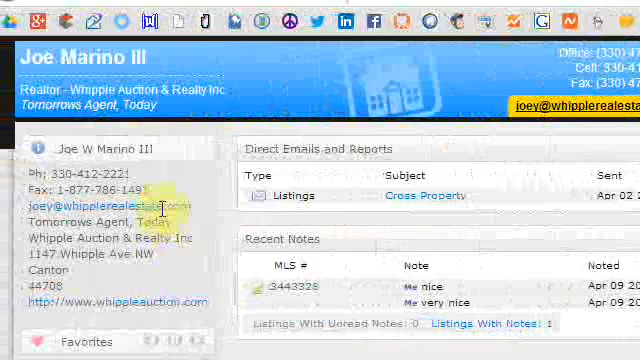 Joe Marino III
Realtor - Whipple Auction & Realty Inc
Tomorrows Agent, Today
Office: (330) 47
Cell: 330-41
Fax: (330) 47
joey@whipplerealesta
Joe W Marino III
Ph: 330-412-2221
Fax: 1-877-786-1491
joey@whipplerealestate.com
Tomorrows Agent, Today
Whipple Auction & Realty Inc
1147 Whipple Ave NW
Canton
44708
http://www.whippleauction.com
Favorites
Direct Emails and Reports
Type Subject Sent
Listings Cross Property Apr 02 2
Recent Notes
MLS # Note Noted
3443328 Me nice Apr 09 20
Me very nice Apr 09 20
Listings With Unread Notes: 0 Listings With Notes: 1